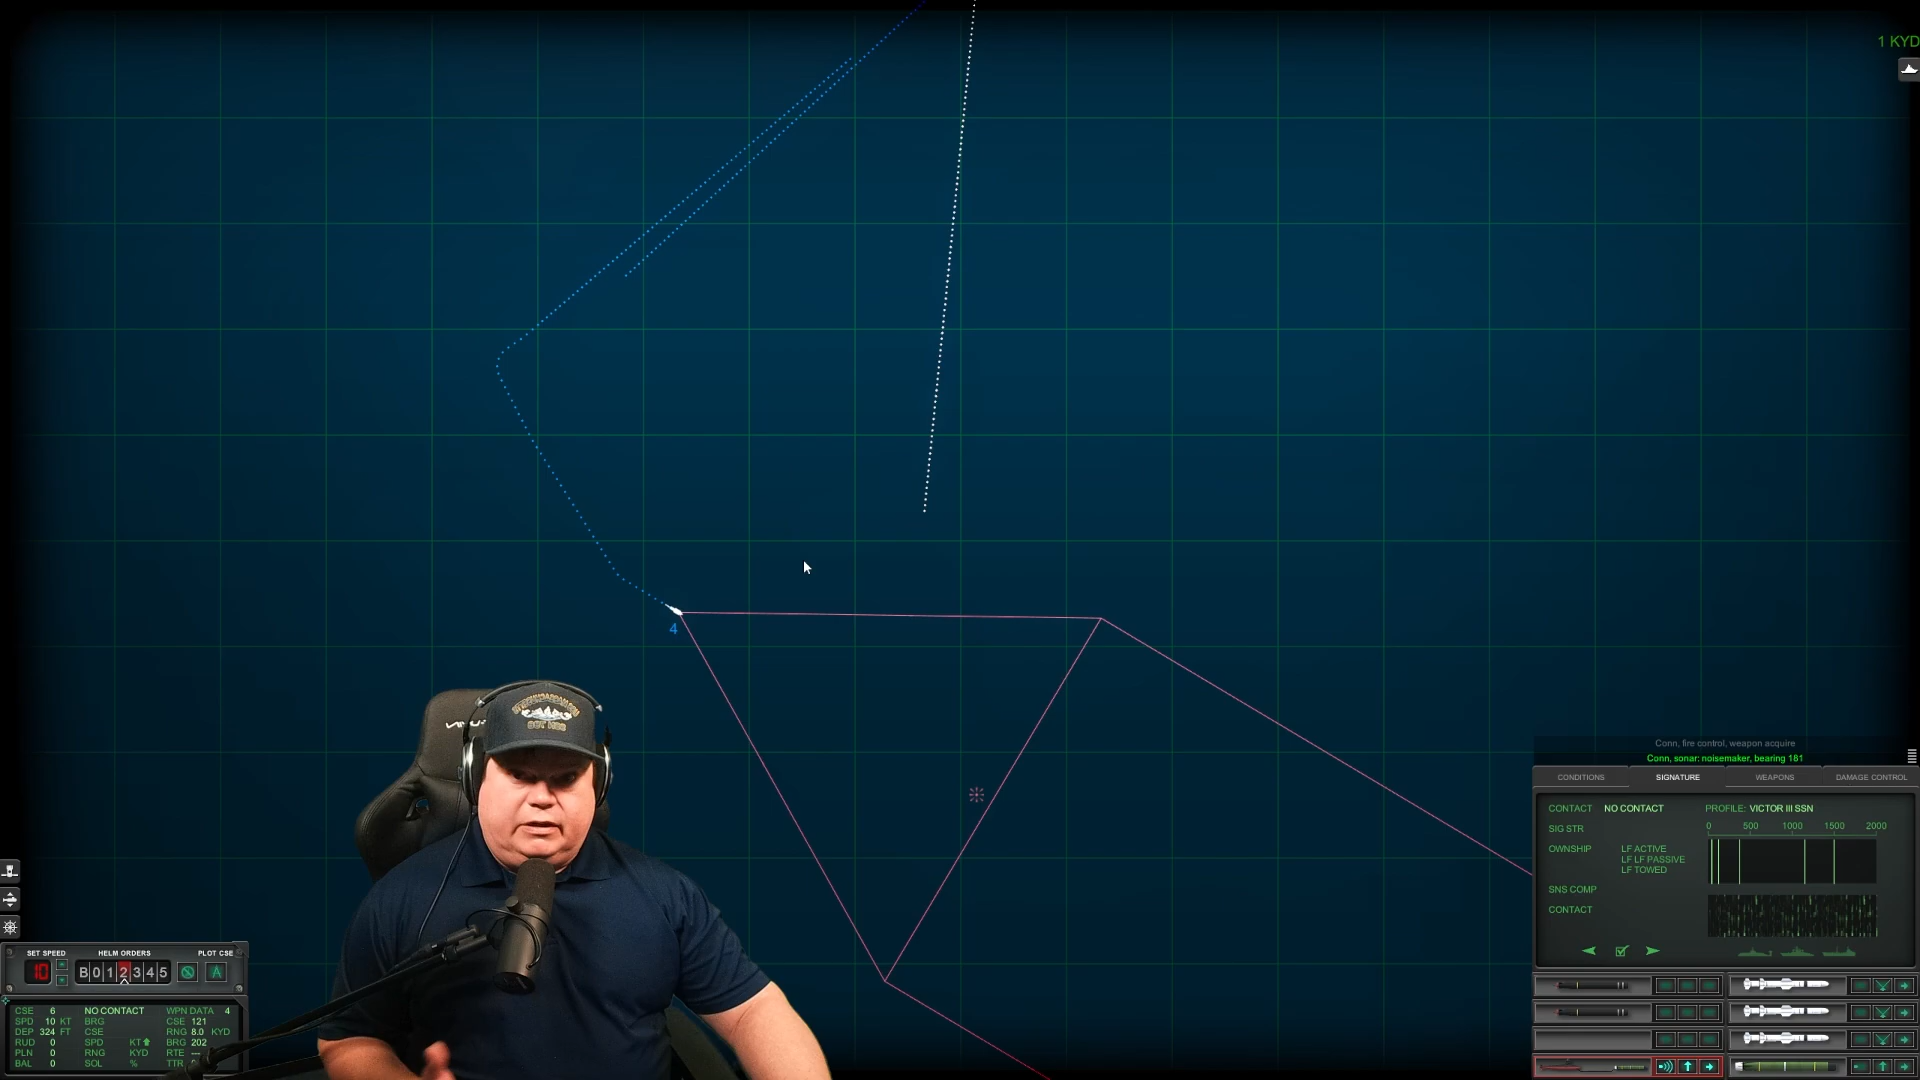 1 KYD
4
Conn, fire control, weapon acquire
Conn, sonar: noisemaker, bearing 181
CONDITIONS SIGNATURE WEAPONS DAMAGE CONTROL
CONTACT NO CONTACT PROFILE: VICTOR III SSN
SIG STR 0 500 1000 1500 2000
OWNSHIP LF ACTIVE
LF LF PASSIVE
LF TOWED
SNS COMP
CONTACT
SET SPEED HELM ORDERS PLOT CSE
10 B 0 1 2 3 4 5 A
CSE 6 NO CONTACT WPN DATA 4
SPD 10 KT BRG CSE 121
DEP 324 FT CSE RNG 8.0 KYD
RUD 0 SPD KT BRG 202
PLN 0 RNG KYD RTE ---
BAL 0 SOL % TTR